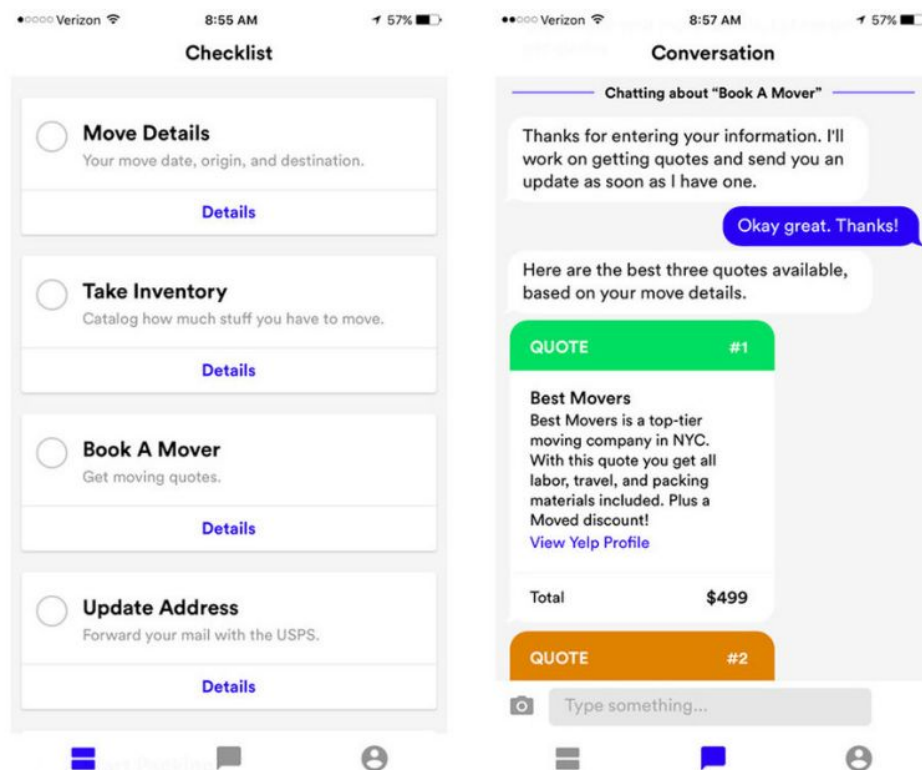 Verizon
8:55 AM
57%
Checklist
Move Details
Your move date, origin, and destination.
Details
Take Inventory
Catalog how much stuff you have to move.
Details
Book A Mover
Get moving quotes.
Details
Update Address
Forward your mail with the USPS.
Details
Verizon
8:57 AM
57%
Conversation
Chatting about “Book A Mover”
Thanks for entering your information. I'll
work on getting quotes and send you an
update as soon as I have one.
Okay great. Thanks!
Here are the best three quotes available,
based on your move details.
QUOTE #1
Best Movers
Best Movers is a top-tier
moving company in NYC.
With this quote you get all
labor, travel, and packing
materials included. Plus a
Moved discount!
View Yelp Profile
Total $499
QUOTE #2
Type something...